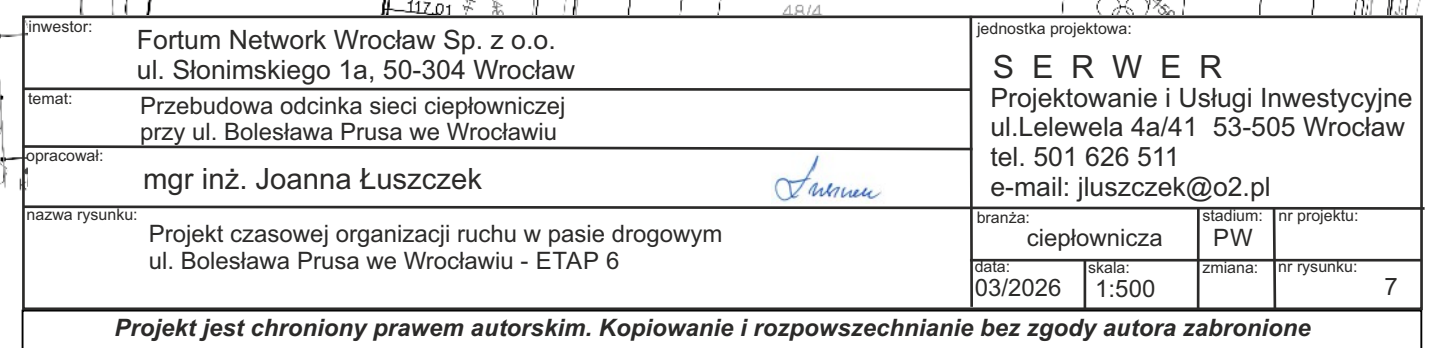 117.01
48/4
inwestor:
Fortum Network Wrocław Sp. z o.o.
ul. Słonimskiego 1a, 50-304 Wrocław
temat:
Przebudowa odcinka sieci ciepłowniczej
przy ul. Bolesława Prusa we Wrocławiu
opracował:
mgr inż. Joanna Łuszczek
nazwa rysunku:
Projekt czasowej organizacji ruchu w pasie drogowym
ul. Bolesława Prusa we Wrocławiu - ETAP 6
jednostka projektowa:
S E R W E R
Projektowanie i Usługi Inwestycyjne
ul.Lelewela 4a/41 53-505 Wrocław
tel. 501 626 511
e-mail: jluszczek@o2.pl
branża:
ciepłownicza
stadium:
PW
nr projektu:
data:
03/2026
skala:
1:500
zmiana:
nr rysunku:
7
Projekt jest chroniony prawem autorskim. Kopiowanie i rozpowszechnianie bez zgody autora zabronione